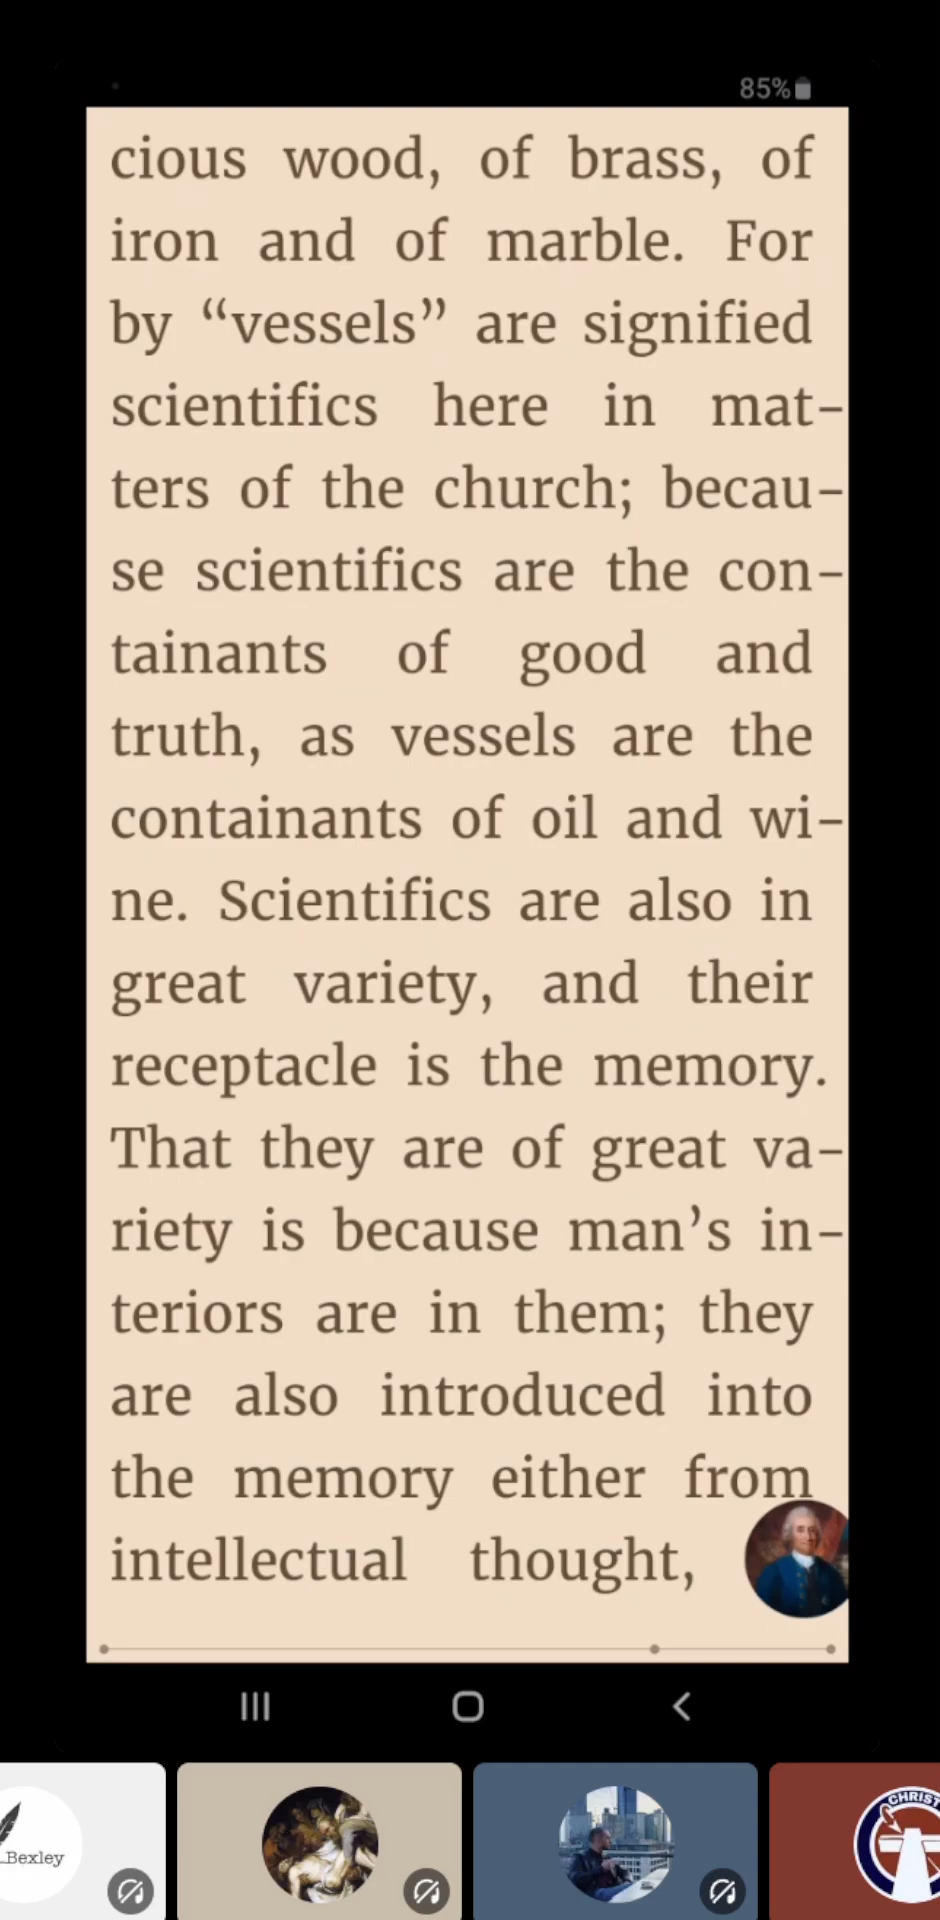 85%
cious wood, of brass, of
iron and of marble. For
by “vessels” are signified
scientifics here in mat-
ters of the church; becau-
se scientifics are the con-
tainants of good and
truth, as vessels are the
containants of oil and wi-
ne. Scientifics are also in
great variety, and their
receptacle is the memory.
That they are of great va-
riety is because man’s in-
teriors are in them; they
are also introduced into
the memory either from
intellectual thought,
Bexley
CHRIST